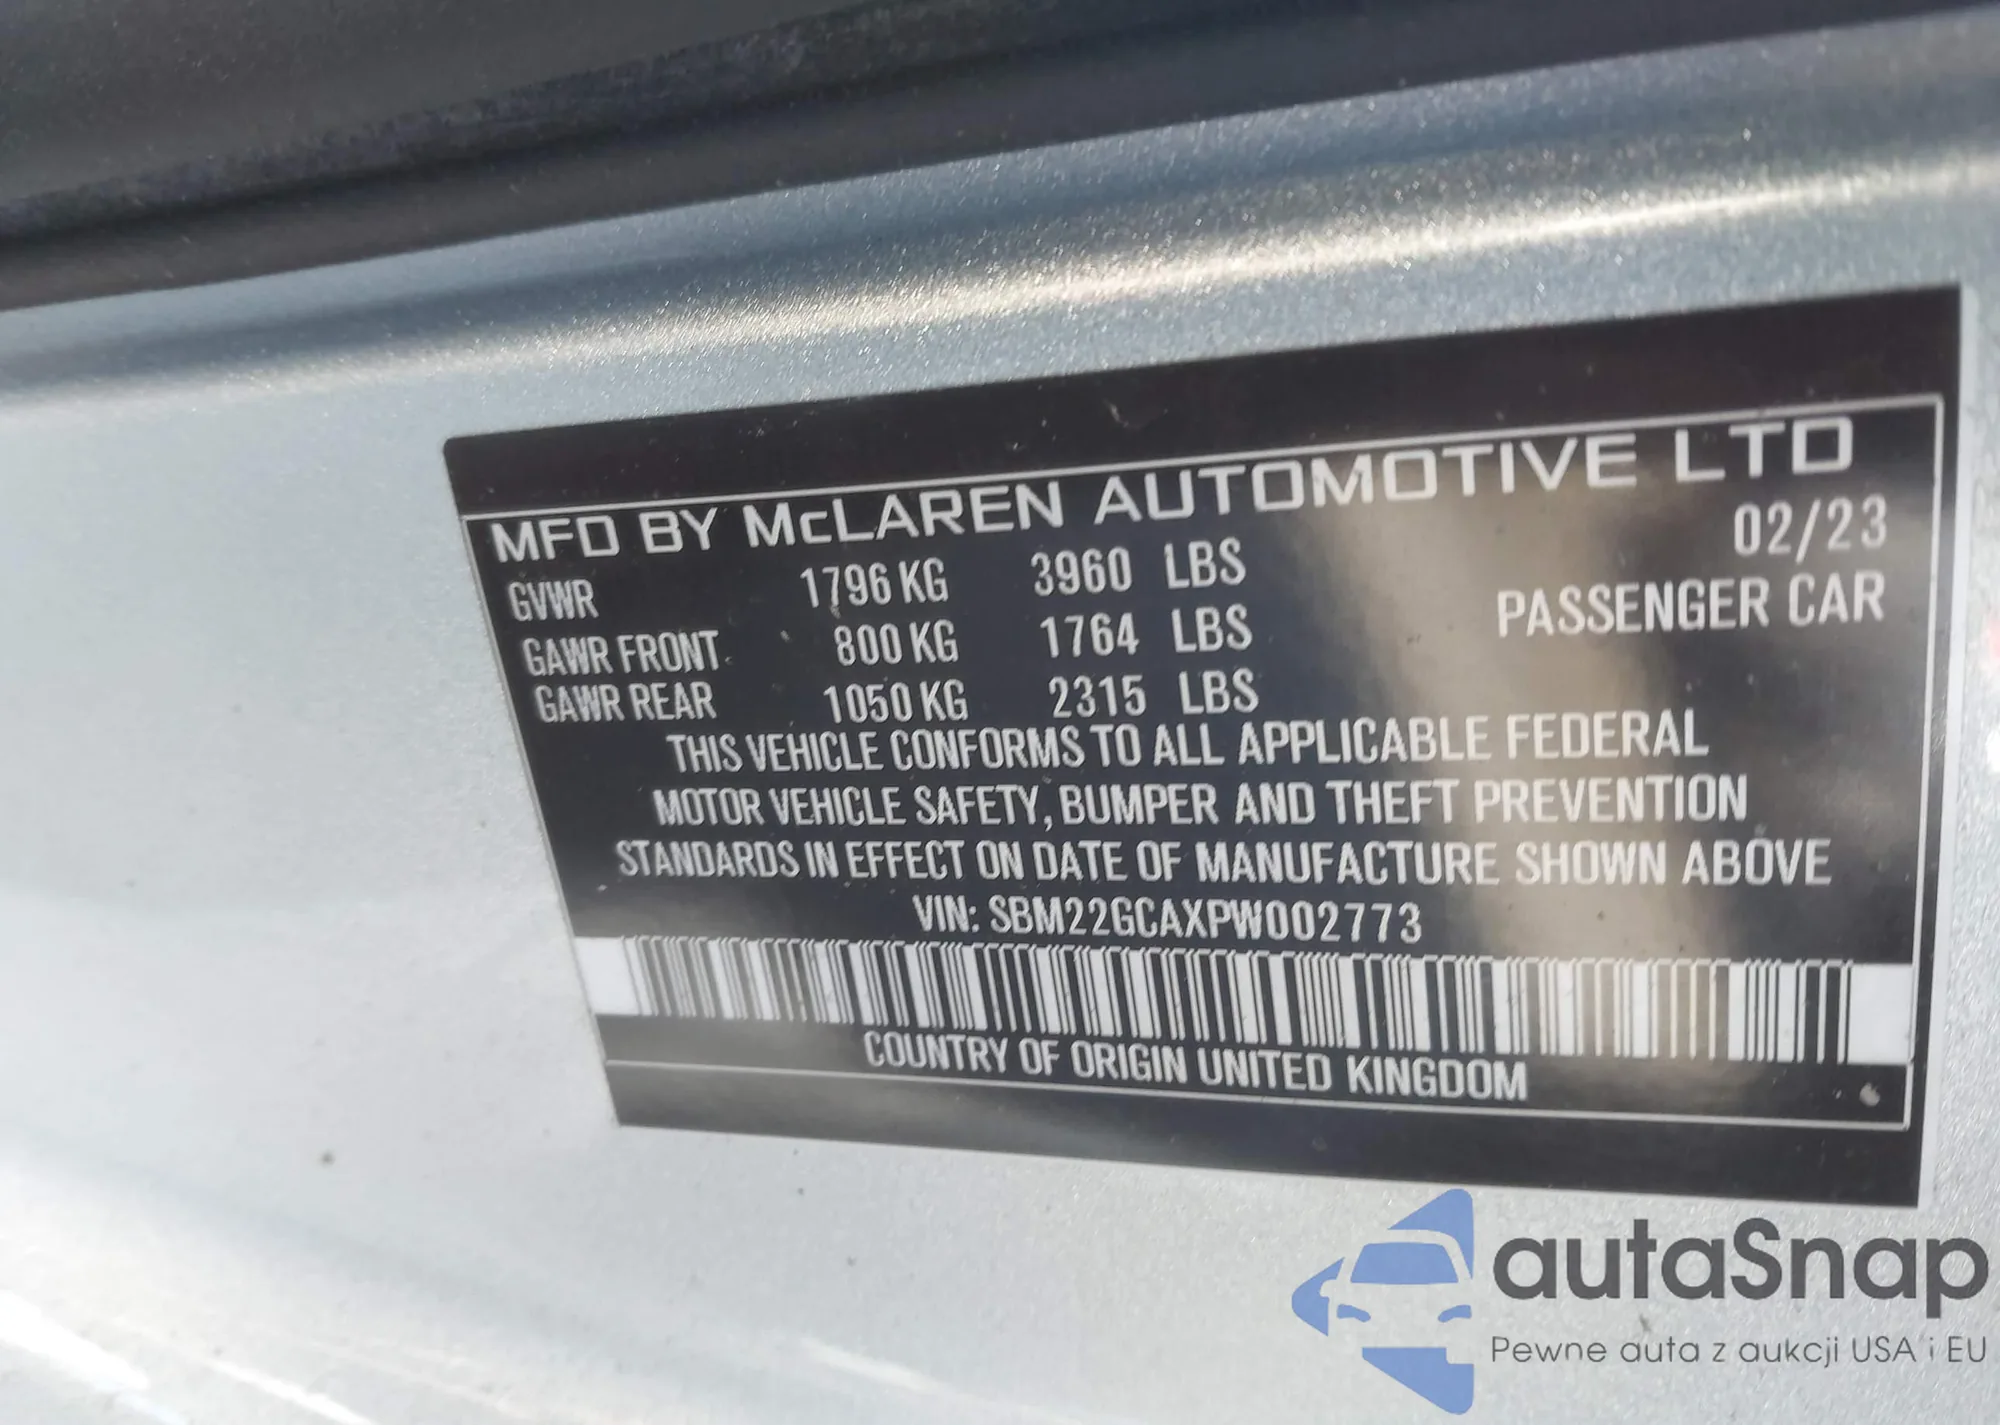 MFD BY McLAREN AUTOMOTIVE LTD
02/23
GVWR 1796 KG 3960 LBS
PASSENGER CAR
GAWR FRONT 800 KG 1764 LBS
GAWR REAR 1050 KG 2315 LBS
THIS VEHICLE CONFORMS TO ALL APPLICABLE FEDERAL
MOTOR VEHICLE SAFETY, BUMPER AND THEFT PREVENTION
STANDARDS IN EFFECT ON DATE OF MANUFACTURE SHOWN ABOVE
VIN: SBM22GCAXPW002773
COUNTRY OF ORIGIN UNITED KINGDOM
autaSnap
Pewne auta z aukcji USA i EU